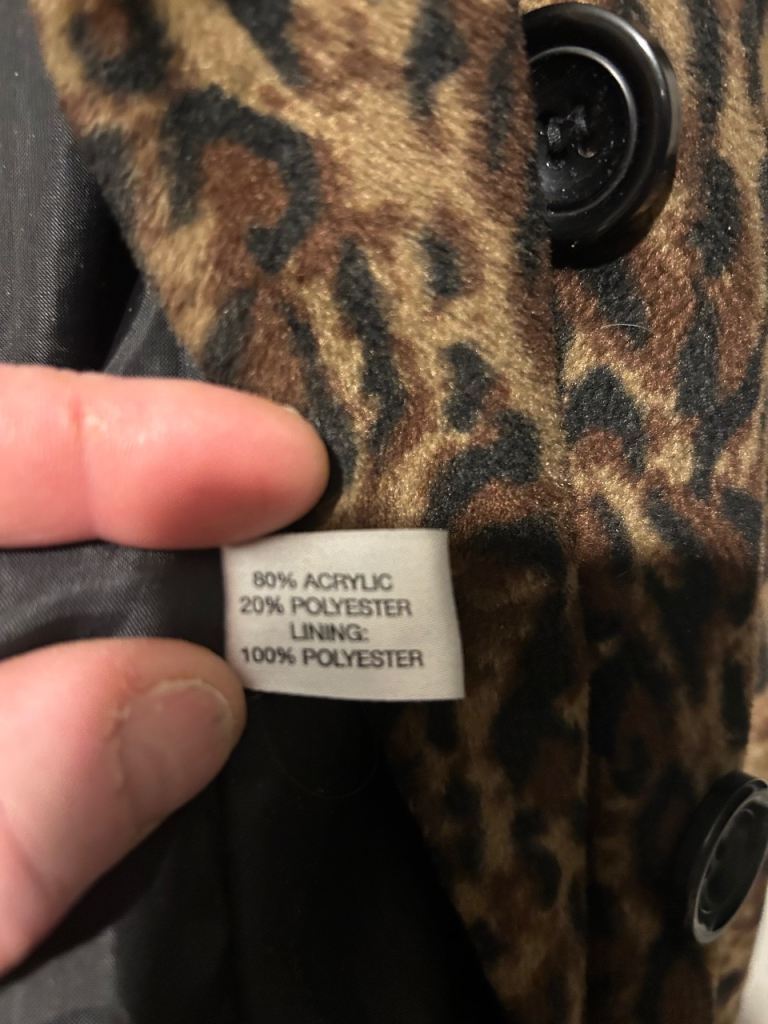 80% ACRYLIC
20% POLYESTER
LINING:
100% POLYESTER